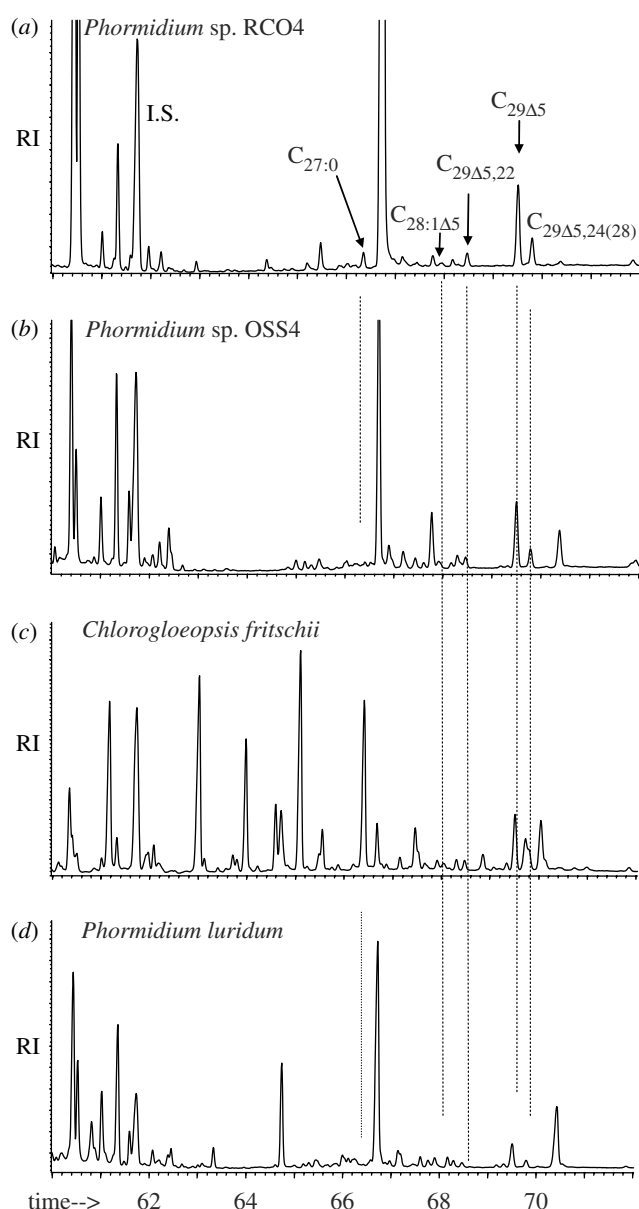 (a) Phormidium sp. RCO4
RI
I.S.
C27:0
C28:1Δ5
C29Δ5,22
C29Δ5
C29Δ5,24(28)
(b) Phormidium sp. OSS4
RI
(c) Chlorogloeopsis fritschii
RI
(d) Phormidium luridum
RI
time--> 62 64 66 68 70